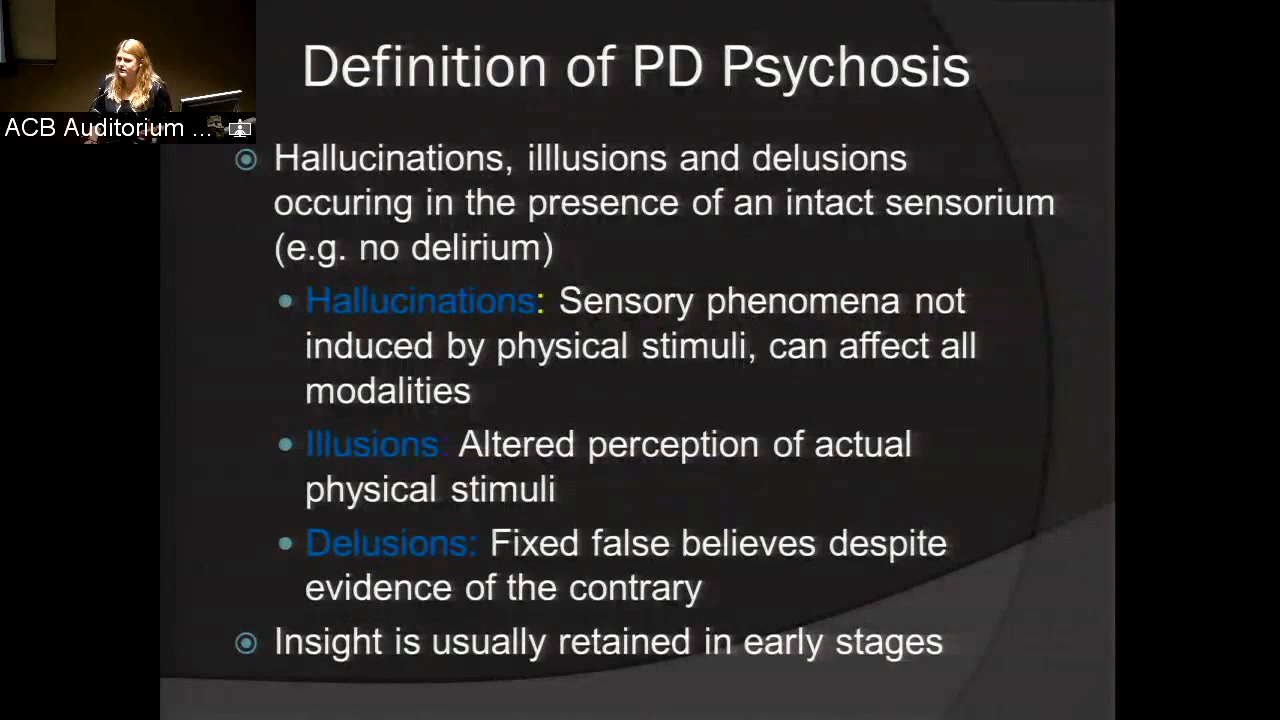 Definition of PD Psychosis
ACB Auditorium ...
Hallucinations, illlusions and delusions
occuring in the presence of an intact sensorium
(e.g. no delirium)
Hallucinations: Sensory phenomena not
induced by physical stimuli, can affect all
modalities
Illusions: Altered perception of actual
physical stimuli
Delusions: Fixed false believes despite
evidence of the contrary
Insight is usually retained in early stages